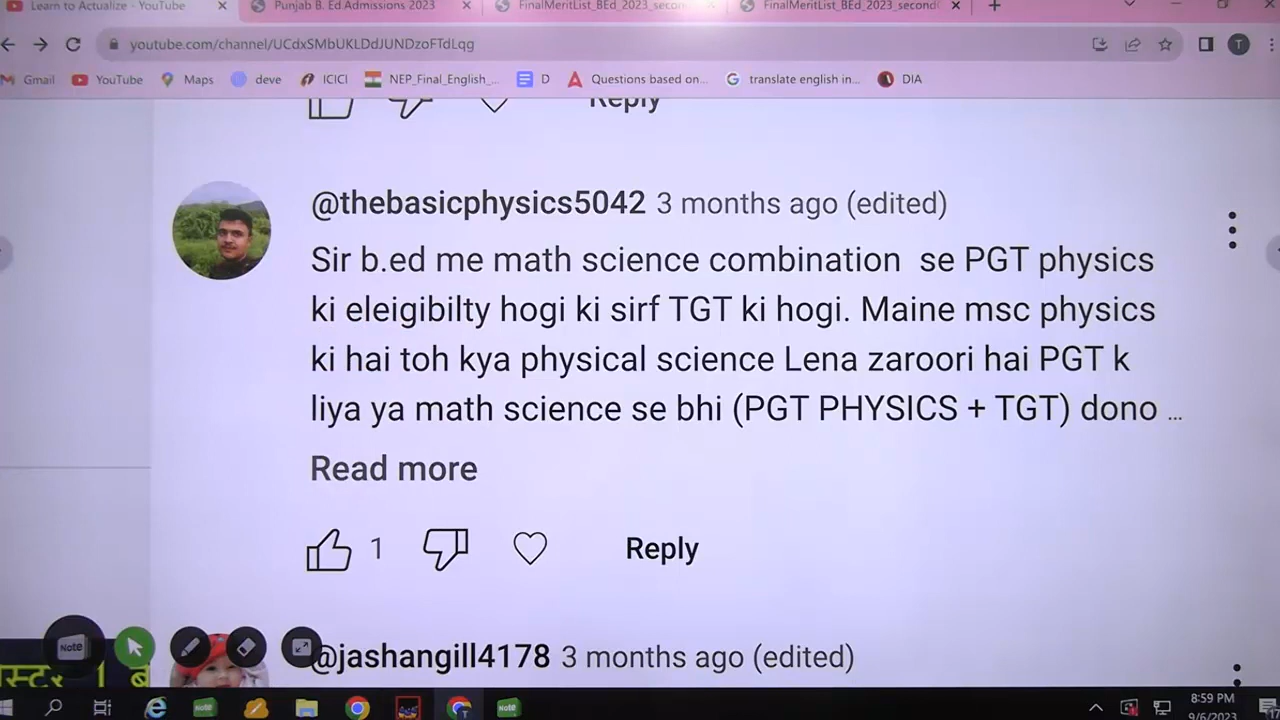 Learn to Actualize - YouTube
Punjab B. Ed Admissions 2023
FinalMeritList_BEd_2023_second
FinalMeritList_BEd_2023_second
youtube.com/channel/UCdxSMbUKLDdJUNDzoFTdLqg
T
Gmail YouTube Maps deve ICICI NEP_Final_English_... D Questions based on... translate english in... DIA
Reply
@thebasicphysics5042 3 months ago (edited)
Sir b.ed me math science combination se PGT physics
ki eleigibilty hogi ki sirf TGT ki hogi. Maine msc physics
ki hai toh kya physical science Lena zaroori hai PGT k
liya ya math science se bhi (PGT PHYSICS + TGT) dono ...
Read more
1 Reply
Note
@jashangill4178 3 months ago (edited)
Note
Note
8:59 PM
9/6/2023